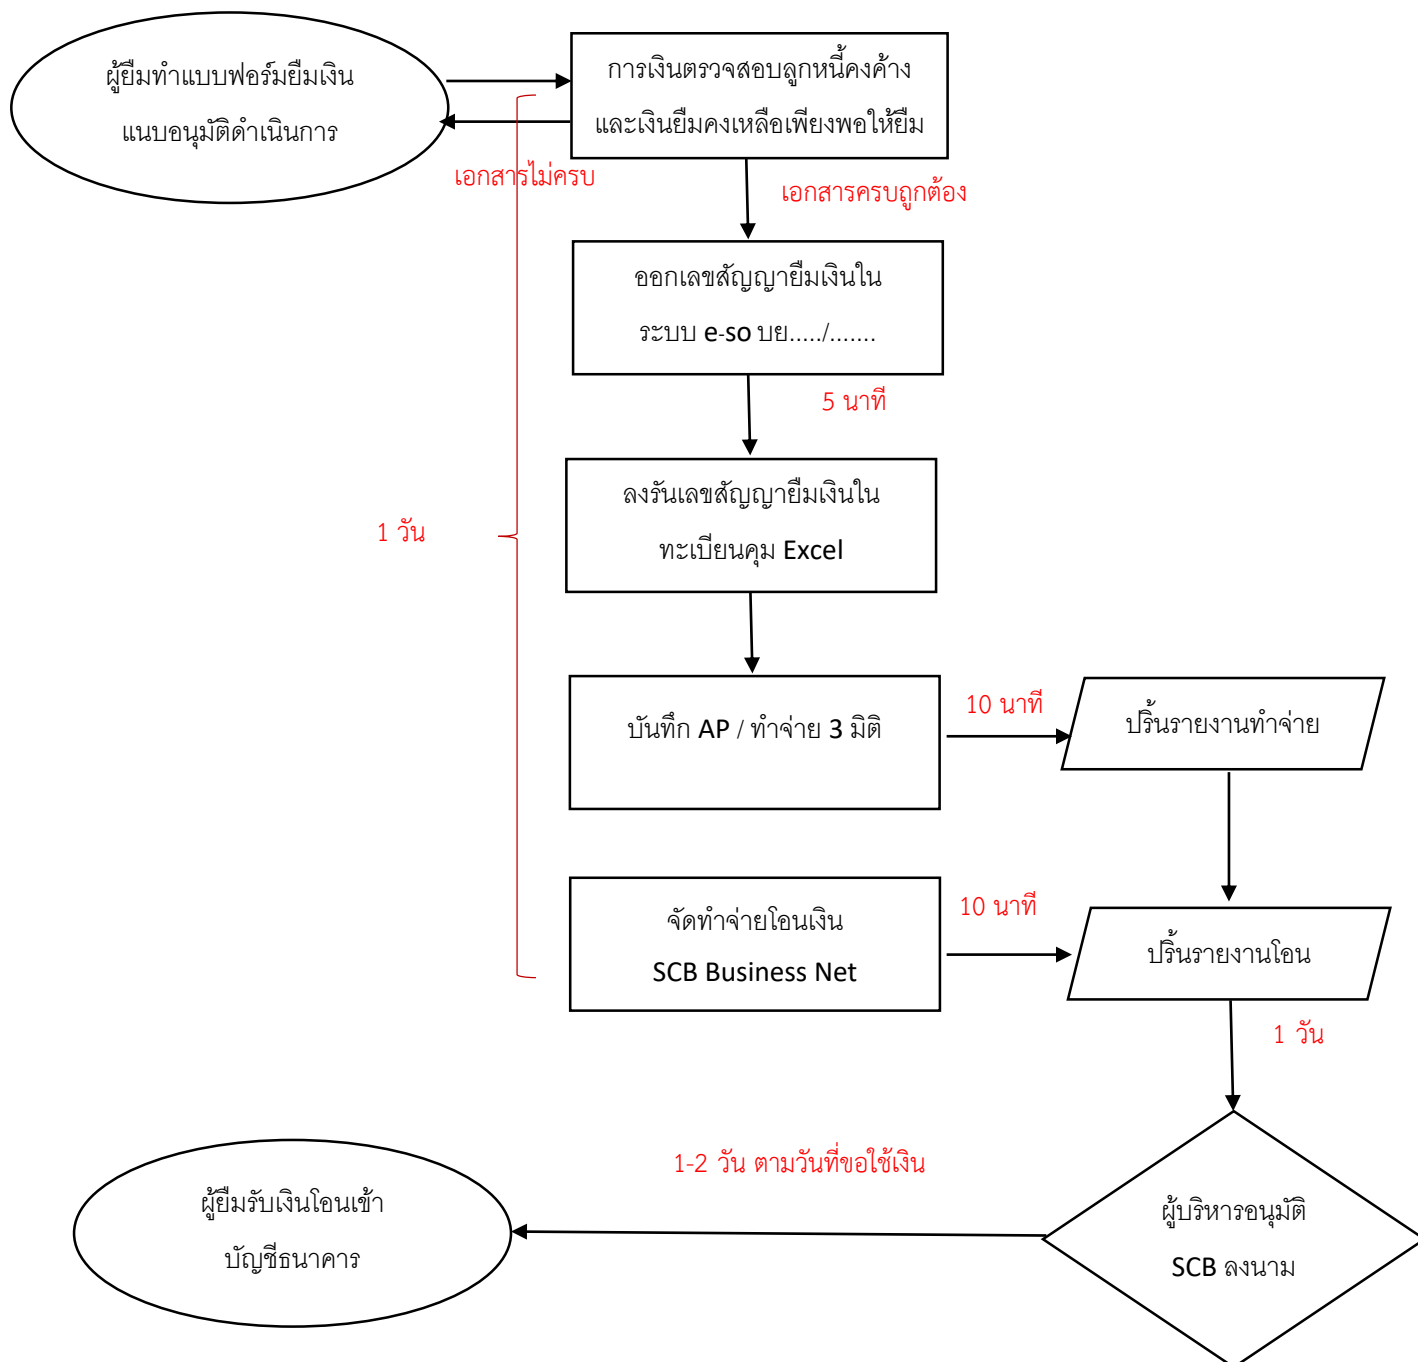 ผู้ยืมทำแบบฟอร์มยืมเงิน
แนบอนุมัติดำเนินการ
การเงินตรวจสอบลูกหนี้คงค้าง
และเงินยืมคงเหลือเพียงพอให้ยืม
เอกสารไม่ครบ
เอกสารครบถูกต้อง
ออกเลขสัญญายืมเงินใน
ระบบ e-so บย...../.......
5 นาที
ลงรันเลขสัญญายืมเงินใน
ทะเบียนคุม Excel
1 วัน
บันทึก AP / ทำจ่าย 3 มิติ
10 นาที
ปริ้นรายงานทำจ่าย
จัดทำจ่ายโอนเงิน
SCB Business Net
10 นาที
ปริ้นรายงานโอน
1 วัน
ผู้บริหารอนุมัติ
SCB ลงนาม
1-2 วัน ตามวันที่ขอใช้เงิน
ผู้ยืมรับเงินโอนเข้า
บัญชีธนาคาร